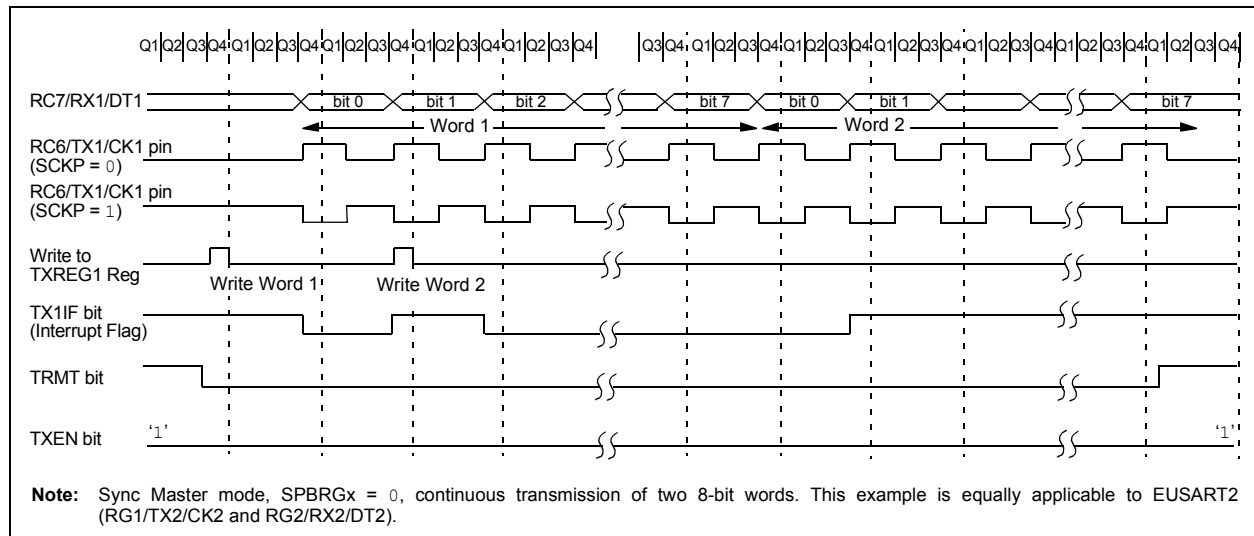 Q1|Q2|Q3|Q4 Q1|Q2|Q3|Q4 Q1|Q2|Q3|Q4 Q1|Q2|Q3|Q4 Q1|Q2|Q3|Q4 Q3|Q4 Q1|Q2|Q3|Q4 Q1|Q2|Q3|Q4 Q1|Q2|Q3|Q4 Q1|Q2|Q3|Q4 Q1|Q2|Q3|Q4 Q1|Q2|Q3|Q4
RC7/RX1/DT1 bit 0 bit 1 bit 2 bit 7 bit 0 bit 1 bit 7
Word 1 Word 2
RC6/TX1/CK1 pin
(SCKP = 0)
RC6/TX1/CK1 pin
(SCKP = 1)
Write to
TXREG1 Reg
Write Word 1 Write Word 2
TX1IF bit
(Interrupt Flag)
TRMT bit
TXEN bit ‘1’ ‘1’
Note: Sync Master mode, SPBRGx = 0, continuous transmission of two 8-bit words. This example is equally applicable to EUSART2
(RG1/TX2/CK2 and RG2/RX2/DT2).